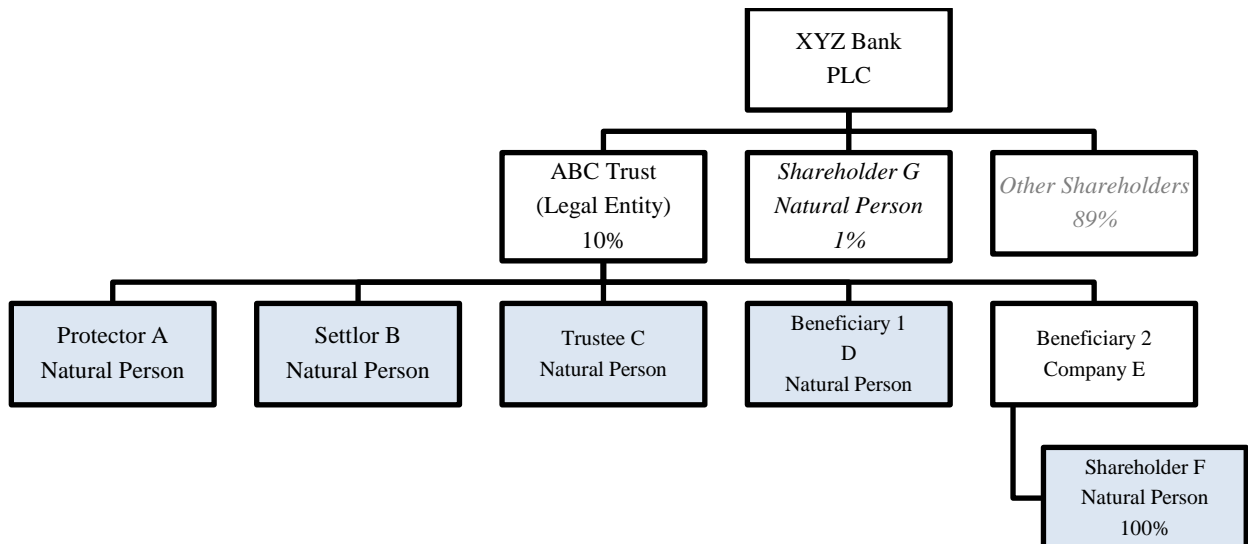 XYZ Bank
PLC
ABC Trust
(Legal Entity)
10%
Shareholder G
Natural Person
1%
Other Shareholders
89%
Protector A
Natural Person
Settlor B
Natural Person
Trustee C
Natural Person
Beneficiary 1
D
Natural Person
Beneficiary 2
Company E
Shareholder F
Natural Person
100%